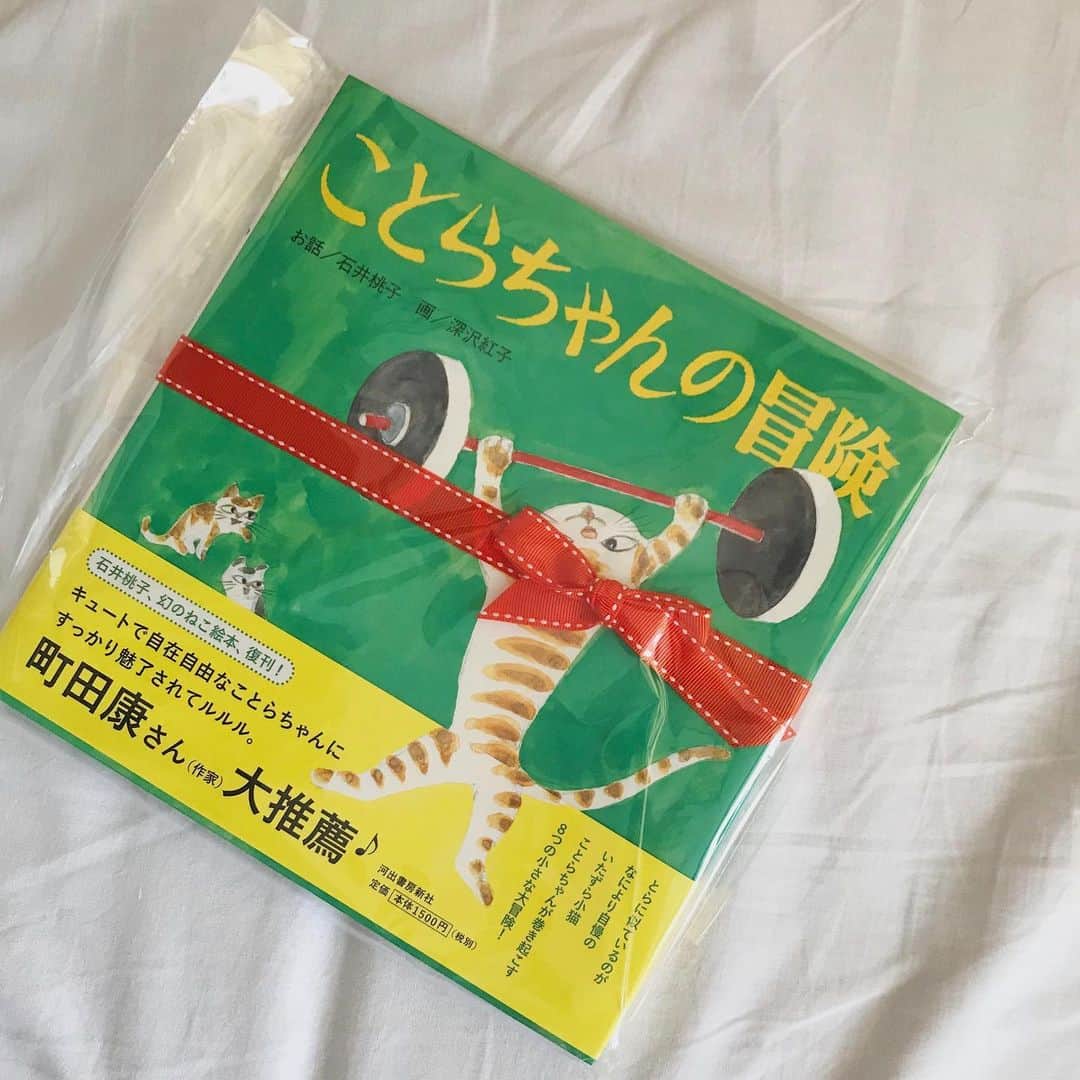 ことらちゃんの冒険
お話／石井桃子　画／深沢紅子
石井桃子、幻のねこ絵本、復刊！
キュートで自在自由なことらちゃんに
すっかり魅了されてルルル。
町田康さん(作家)大推薦♪
河出書房新社
定価 本体1500円(税別)
とらに似ているのが
なにより自慢の
いたずら小猫
ことらちゃんが巻き起こす
8つの小さな大冒険！